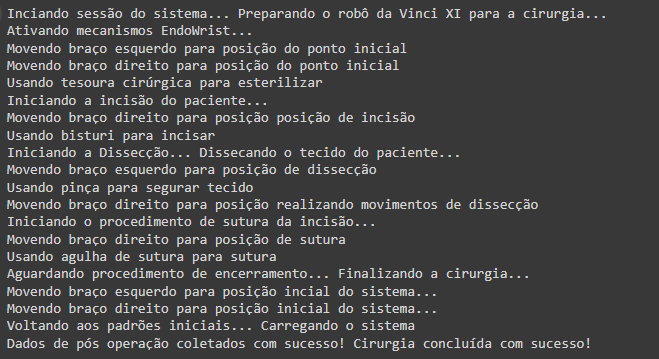 Inciando sessão do sistema... Preparando o robô da Vinci XI para a cirurgia...
Ativando mecanismos EndoWrist...
Movendo braço esquerdo para posição do ponto inicial
Movendo braço direito para posição do ponto inicial
Usando tesoura cirúrgica para esterilizar
Iniciando a incisão do paciente...
Movendo braço direito para posição posição de incisão
Usando bisturi para incisar
Iniciando a Dissecção... Dissecando o tecido do paciente...
Movendo braço esquerdo para posição de dissecção
Usando pinça para segurar tecido
Movendo braço direito para posição realizando movimentos de dissecção
Iniciando o procedimento de sutura da incisão...
Movendo braço direito para posição de sutura
Usando agulha de sutura para sutura
Aguardando procedimento de encerramento... Finalizando a cirurgia...
Movendo braço esquerdo para posição incial do sistema...
Movendo braço direito para posição inicial do sistema...
Voltando aos padrões iniciais... Carregando o sistema
Dados de pós operação coletados com sucesso! Cirurgia concluída com sucesso!